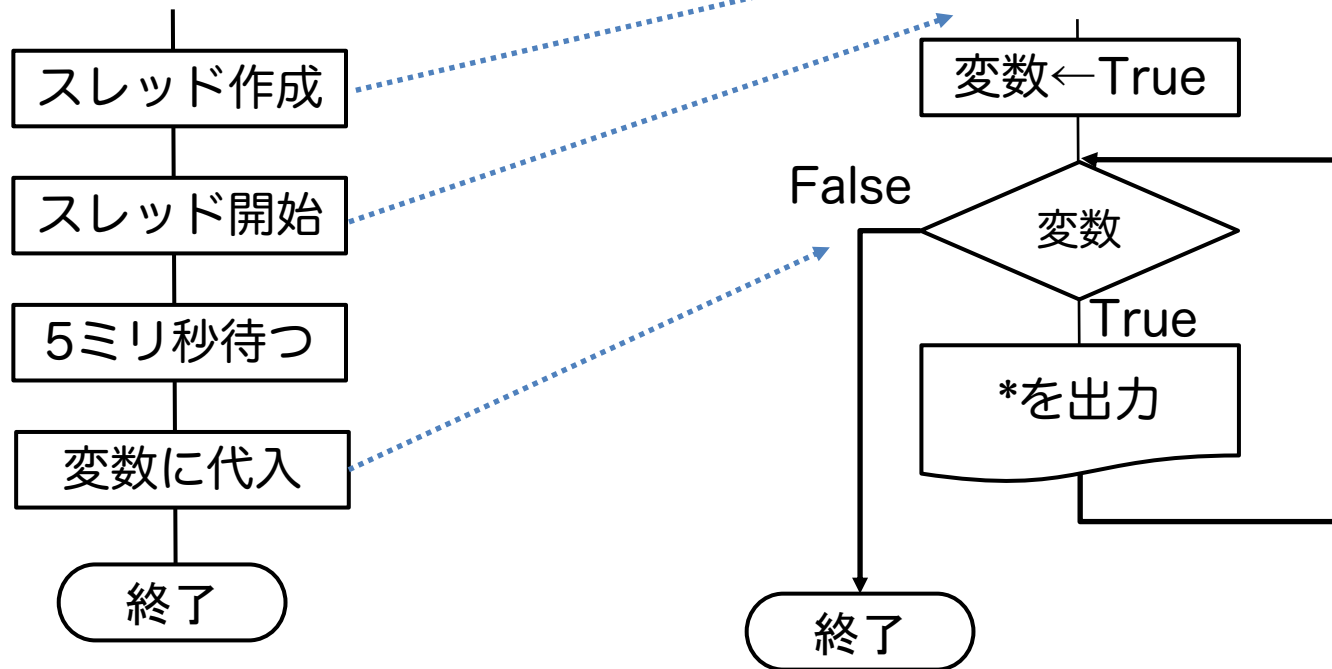 スレッド作成
スレッド開始
5ミリ秒待つ
変数に代入
終了
変数←True
False
変数
True
*を出力
終了